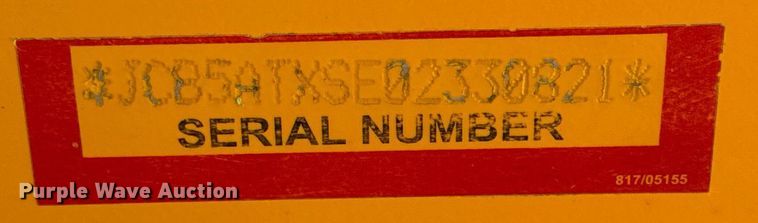 *JCB5ATXSE02330821*
SERIAL NUMBER
817/05155
Purple Wave Auction